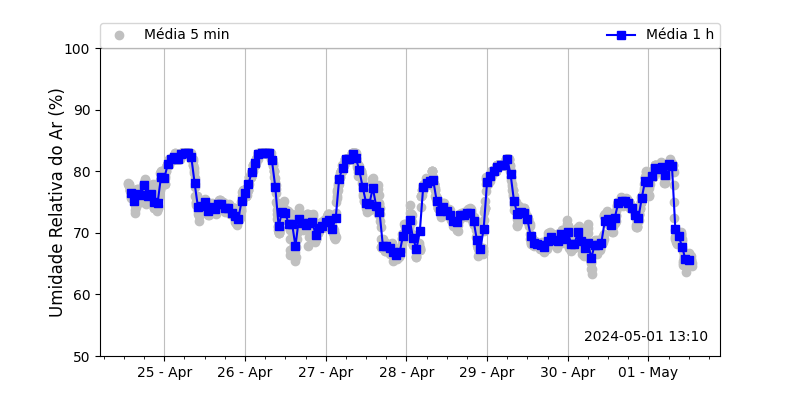 Média 5 min
Média 1 h
Umidade Relativa do Ar (%)
100
90
80
70
60
50
2024-05-01 13:10
25 - Apr
26 - Apr
27 - Apr
28 - Apr
29 - Apr
30 - Apr
01 - May